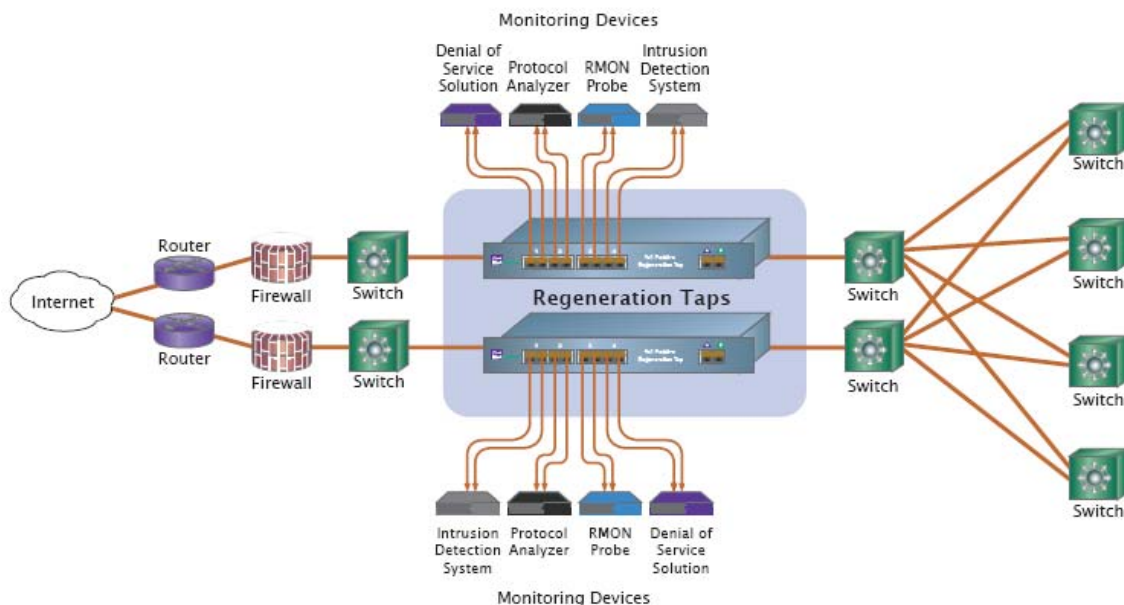 Monitoring Devices
Denial of
Service
Solution
Protocol
Analyzer
RMON
Probe
Intrusion
Detection
System
Switch
Router
Firewall
Switch
Switch
Switch
Internet
Regeneration Taps
Router
Firewall
Switch
Switch
Switch
Switch
Intrusion
Detection
System
Protocol
Analyzer
RMON
Probe
Denial of
Service
Solution
Monitoring Devices